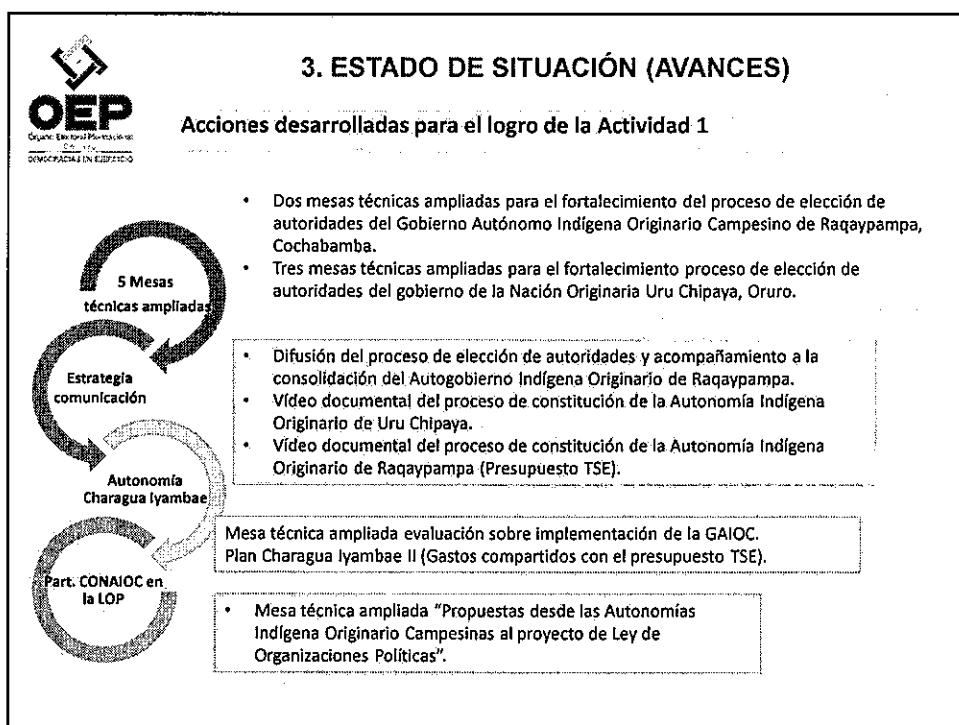 3. ESTADO DE SITUACIÓN (AVANCES)
OEP
Órgano Electoral Plurinacional
DEMOCRACIAS EN EJERCICIO
Acciones desarrolladas para el logro de la Actividad 1
5 Mesas
técnicas ampliadas
• Dos mesas técnicas ampliadas para el fortalecimiento del proceso de elección de
autoridades del Gobierno Autónomo Indígena Originario Campesino de Raqaypampa,
Cochabamba.
• Tres mesas técnicas ampliadas para el fortalecimiento proceso de elección de
autoridades del gobierno de la Nación Originaria Uru Chipaya, Oruro.
Estrategia
comunicación
• Difusión del proceso de elección de autoridades y acompañamiento a la
consolidación del Autogobierno Indígena Originario de Raqaypampa.
• Vídeo documental del proceso de constitución de la Autonomía Indígena
Originario de Uru Chipaya.
• Vídeo documental del proceso de constitución de la Autonomía Indígena
Originario de Raqaypampa (Presupuesto TSE).
Autonomía
Charagua Iyambae
Mesa técnica ampliada evaluación sobre implementación de la GAIOC.
Plan Charagua Iyambae II (Gastos compartidos con el presupuesto TSE).
Part. CONAIOC en
la LOP
• Mesa técnica ampliada “Propuestas desde las Autonomías
Indígena Originario Campesinas al proyecto de Ley de
Organizaciones Políticas”.